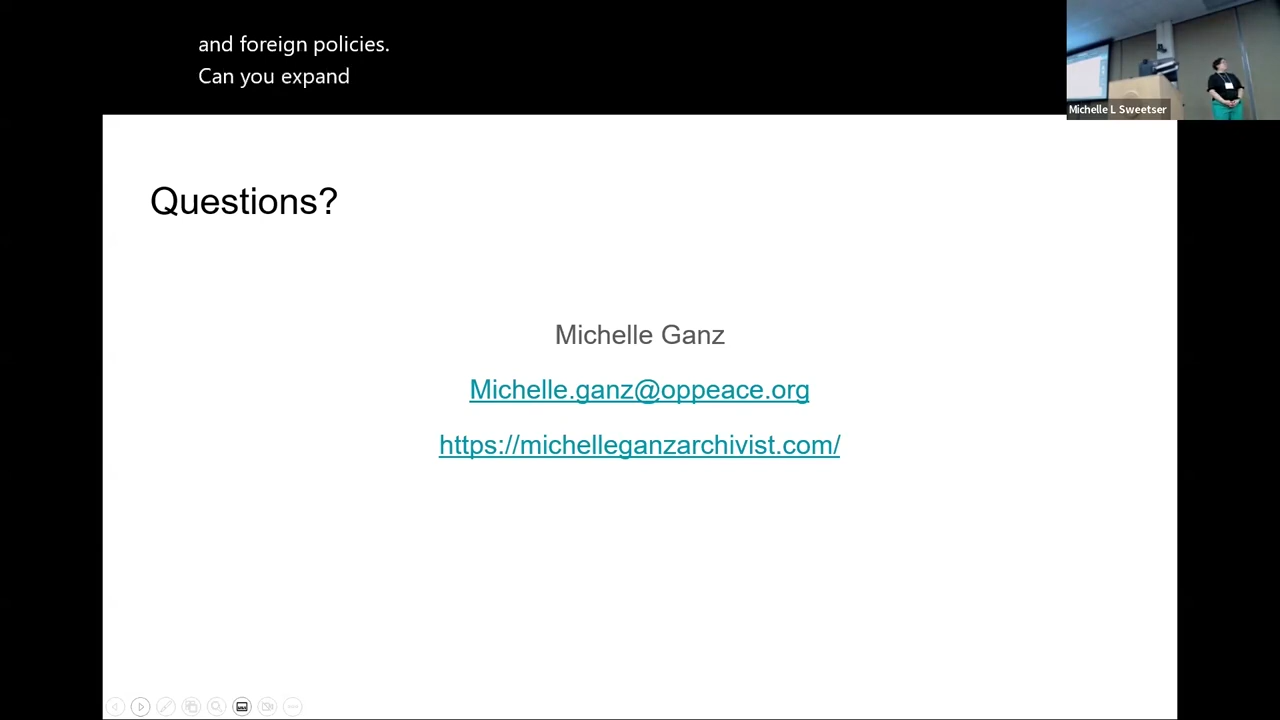 and foreign policies.
Can you expand
Michelle L Sweetser
Questions?
Michelle Ganz
Michelle.ganz@oppeace.org
https://michelleganzarchivist.com/